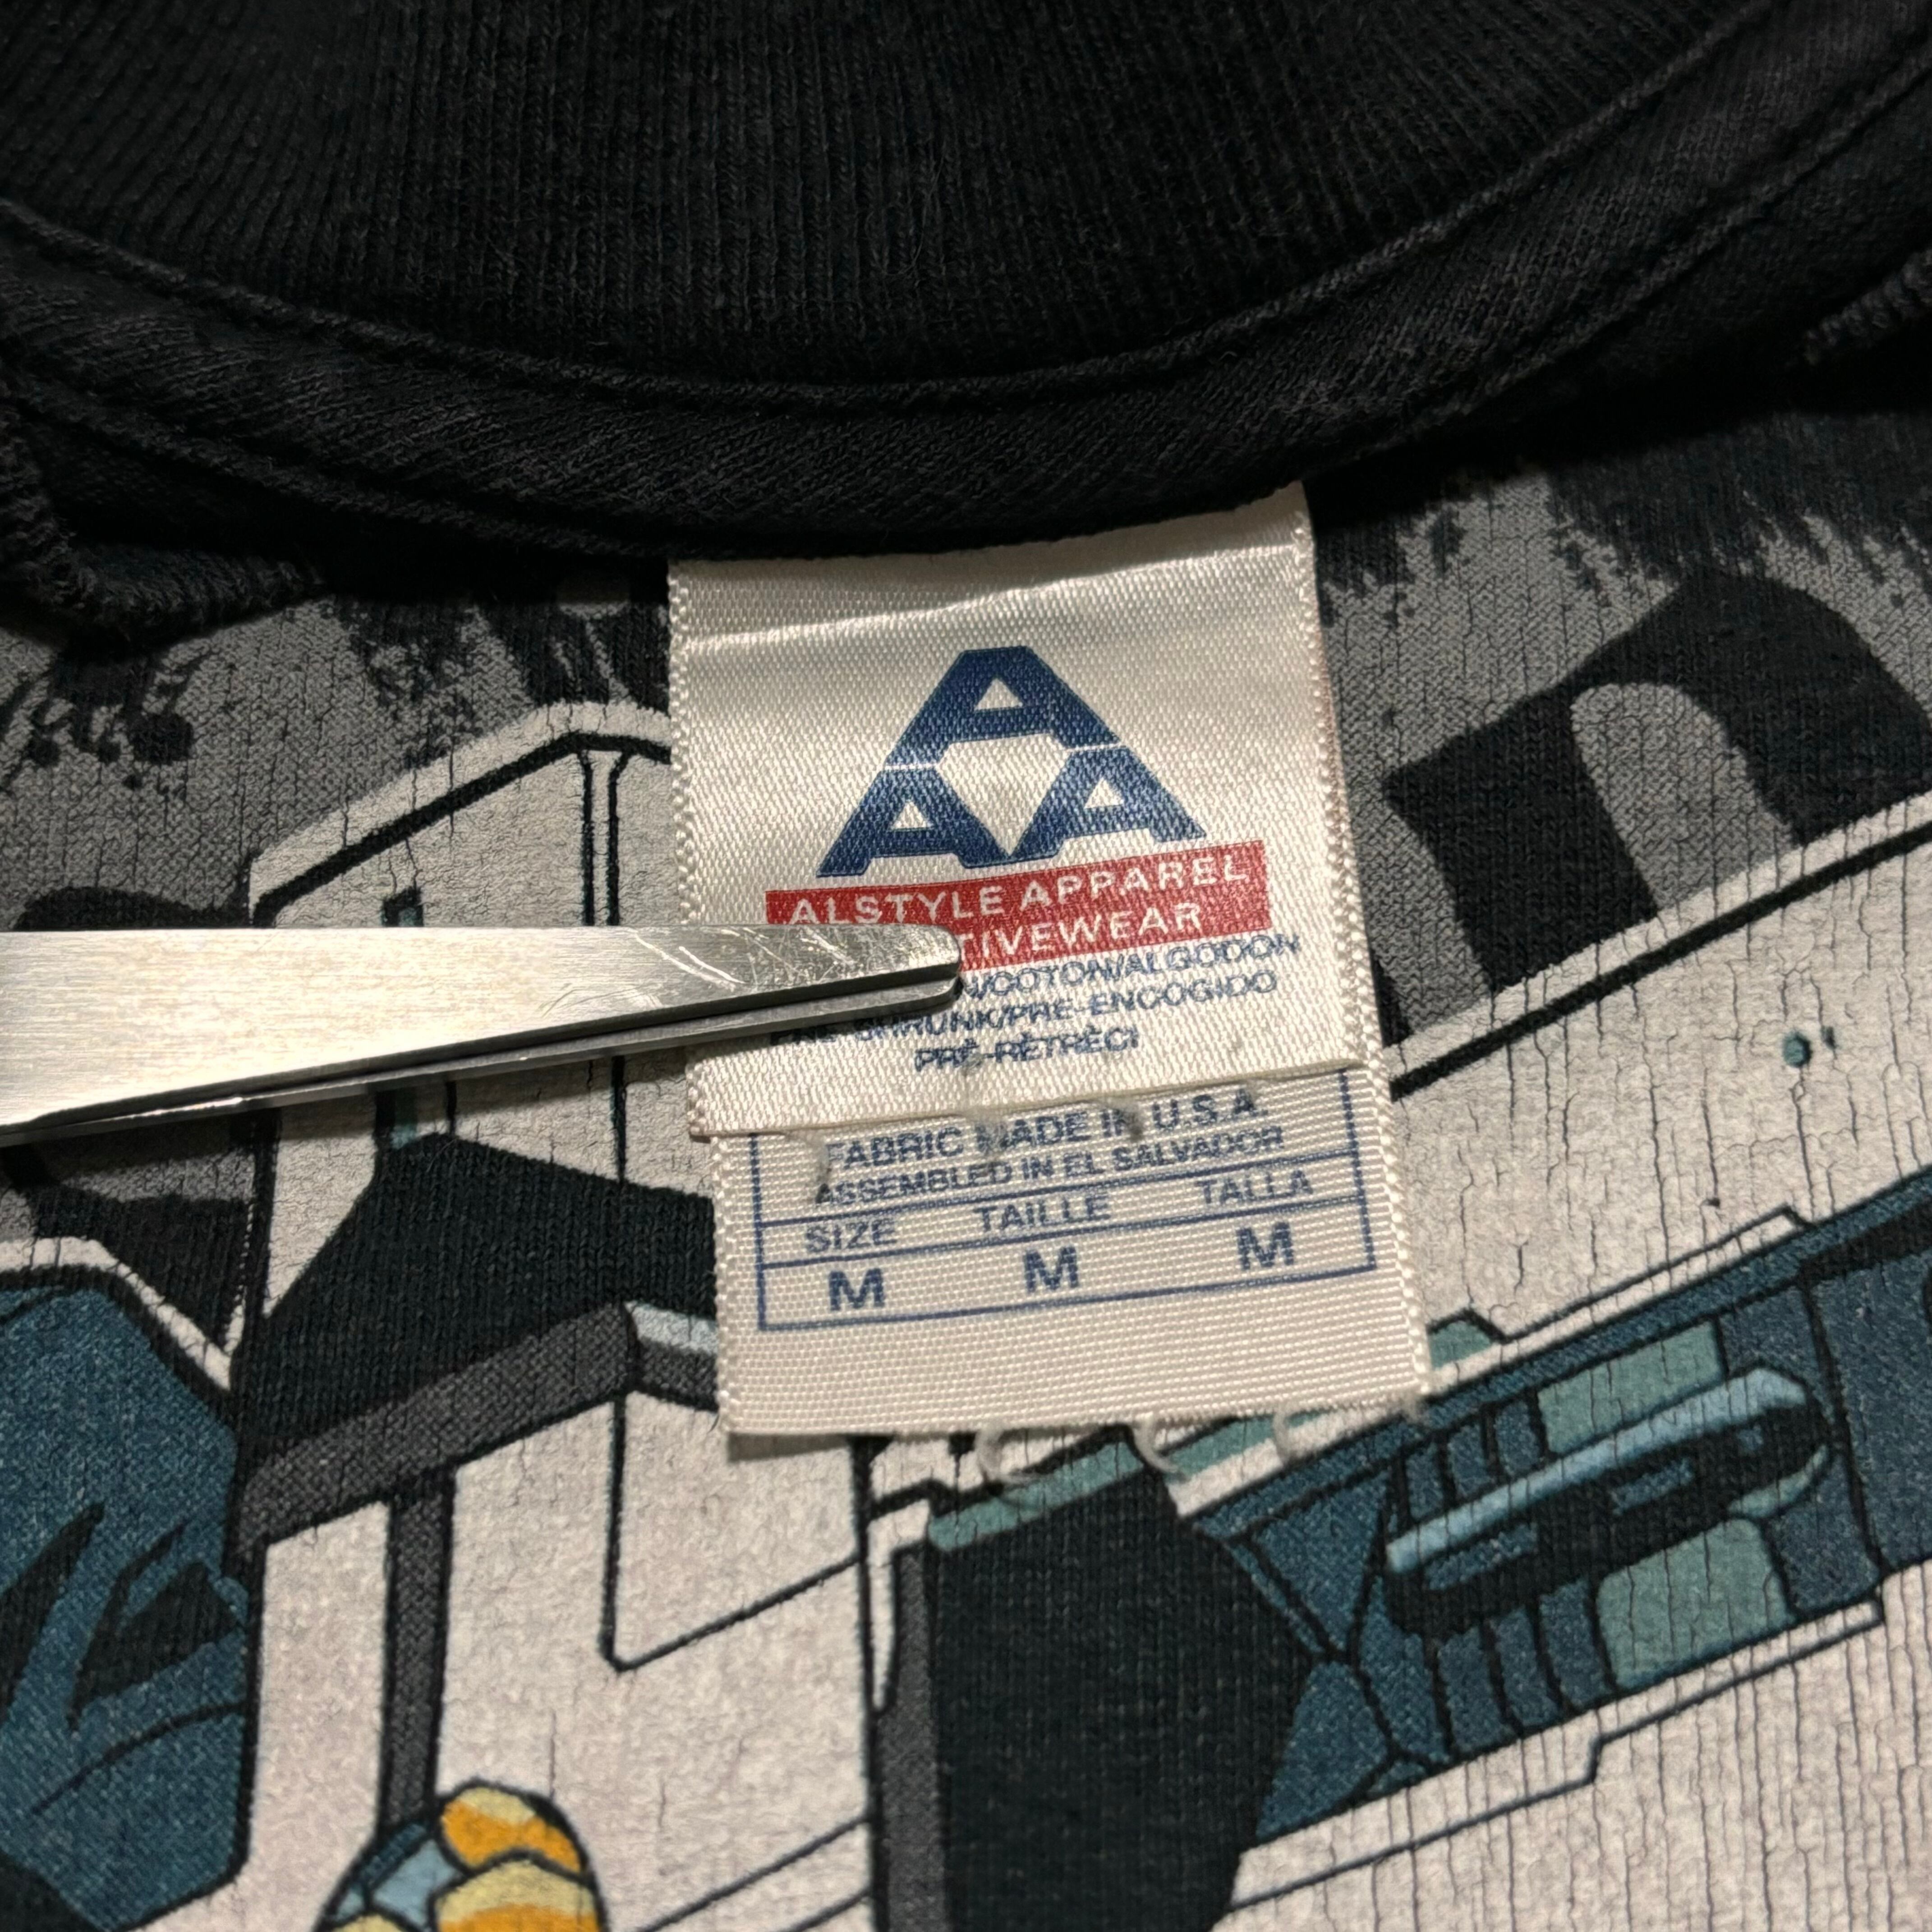 A
AA
ALSTYLE APPAREL
TIVEWEAR
N/COTON/ALGODON
SHRUNK/PRE-ENCOGIDO
PRÉ-RÉTRÉCI
FABRIC MADE IN U.S.A.
ASSEMBLED IN EL SALVADOR
SIZE TAILLE TALLA
M M M